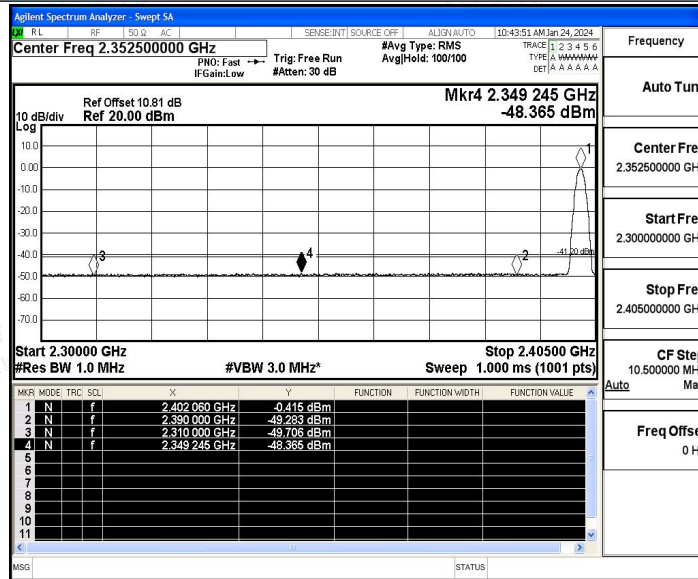 Agilent Spectrum Analyzer - Swept SA
RL RF 50 Ω AC SENSE:INT SOURCE OFF ALIGN AUTO 10:43:51 AM Jan 24, 2024
Center Freq 2.352500000 GHz
PNO: Fast
IFGain:Low
Trig: Free Run
#Atten: 30 dB
#Avg Type: RMS
Avg|Hold: 100/100
TRACE 1 2 3 4 5 6
TYPE A WWWWW
DET A A A A A A
Frequency
Auto Tun
Center Fre
2.352500000 GH
Start Fre
2.300000000 GH
Stop Fre
2.405000000 GH
CF Step
10.500000 MH
Auto Ma
Freq Offse
0 H
Mkr4 2.349 245 GHz
-48.365 dBm
Ref Offset 10.81 dB
10 dB/div Ref 20.00 dBm
Log
10.0
0.00
-10.0
-20.0
-30.0
-40.0
-50.0
-60.0
-70.0
1
2
3
4
-41.20 dBm
Start 2.30000 GHz Stop 2.40500 GHz
#Res BW 1.0 MHz #VBW 3.0 MHz* Sweep 1.000 ms (1001 pts)
MKR MODE TRC SCL X Y FUNCTION FUNCTION WIDTH FUNCTION VALUE
1 N f 2.402 060 GHz -0.415 dBm
2 N f 2.390 000 GHz -49.283 dBm
3 N f 2.310 000 GHz -49.706 dBm
4 N f 2.349 245 GHz -48.365 dBm
5
6
7
8
9
10
11
MSG STATUS